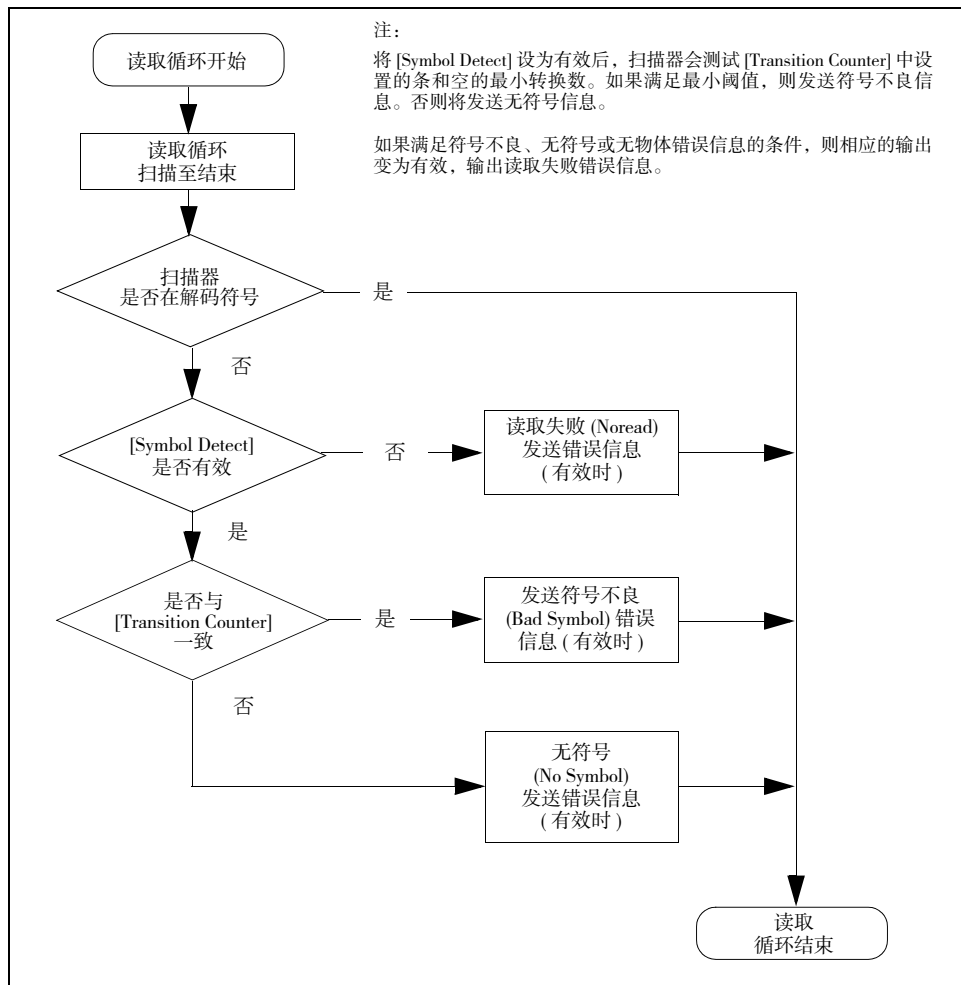 读取循环开始
注：
将 [Symbol Detect] 设为有效后，扫描器会测试 [Transition Counter] 中设
置的条和空的最小转换数。如果满足最小阈值，则发送符号不良信
息。否则将发送无符号信息。
如果满足符号不良、无符号或无物体错误信息的条件，则相应的输出
变为有效，输出读取失败错误信息。
读取循环
扫描至结束
扫描器
是否在解码符号
是
否
[Symbol Detect]
是否有效
否
读取失败 (Noread)
发送错误信息
( 有效时 )
是
是否与
[Transition Counter]
一致
是
发送符号不良
(Bad Symbol) 错误
信息 ( 有效时 )
否
无符号
(No Symbol)
发送错误信息
( 有效时 )
读取
循环结束